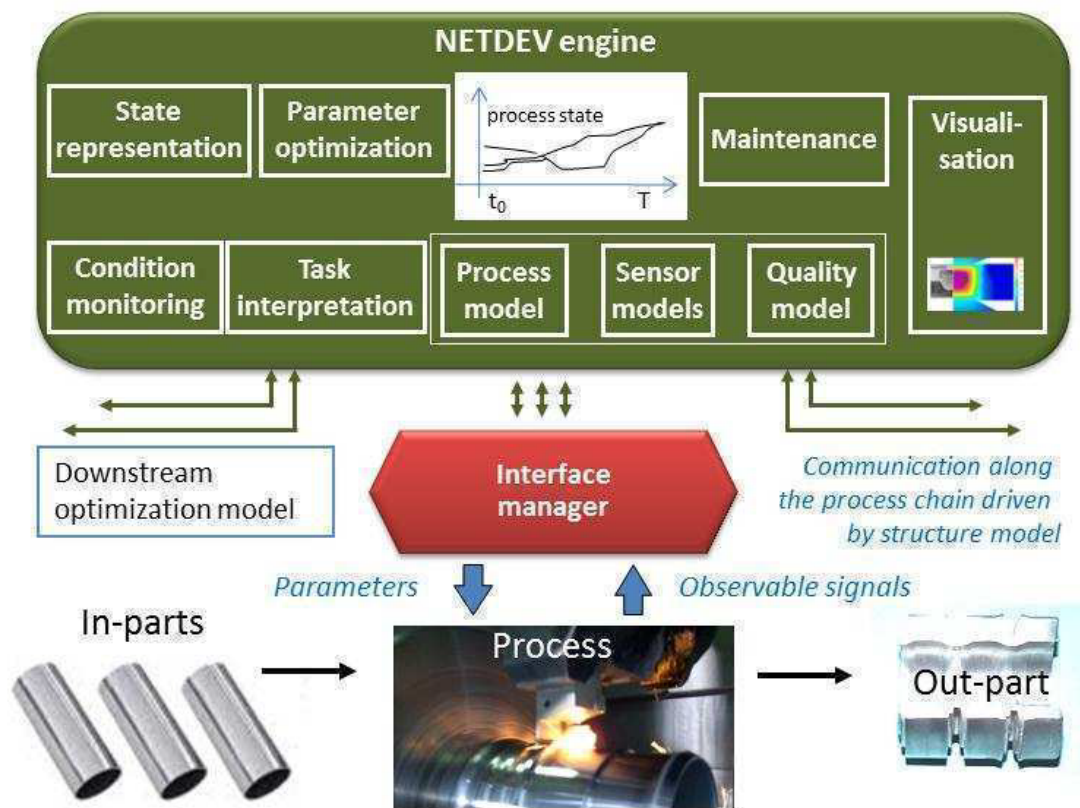 NETDEV engine
State
representation
Parameter
optimization
process state
t₀
T
Maintenance
Visuali-
sation
Condition
monitoring
Task
interpretation
Process
model
Sensor
models
Quality
model
Downstream
optimization model
Interface
manager
Communication along
the process chain driven
by structure model
Parameters
Observable signals
In-parts
Process
Out-part